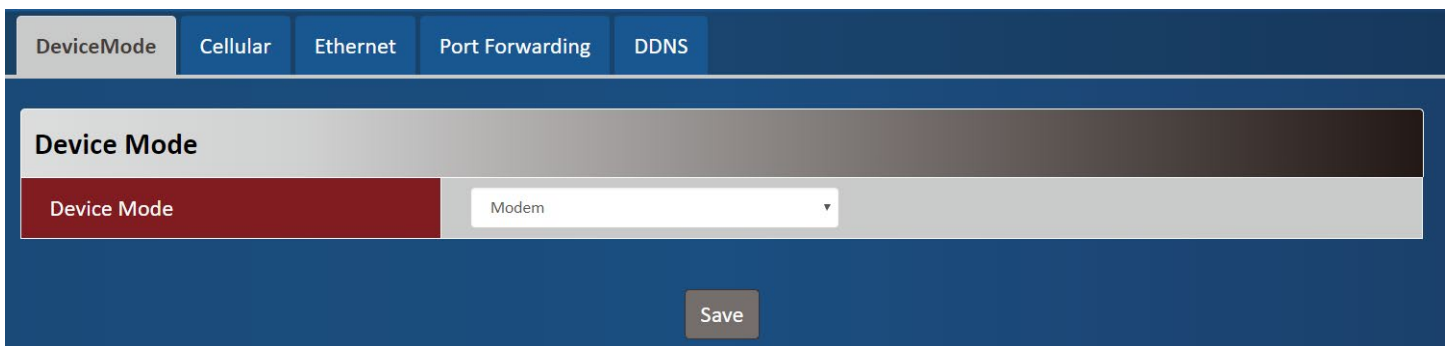 DeviceMode Cellular Ethernet Port Forwarding DDNS
Device Mode
Device Mode Modem
Save